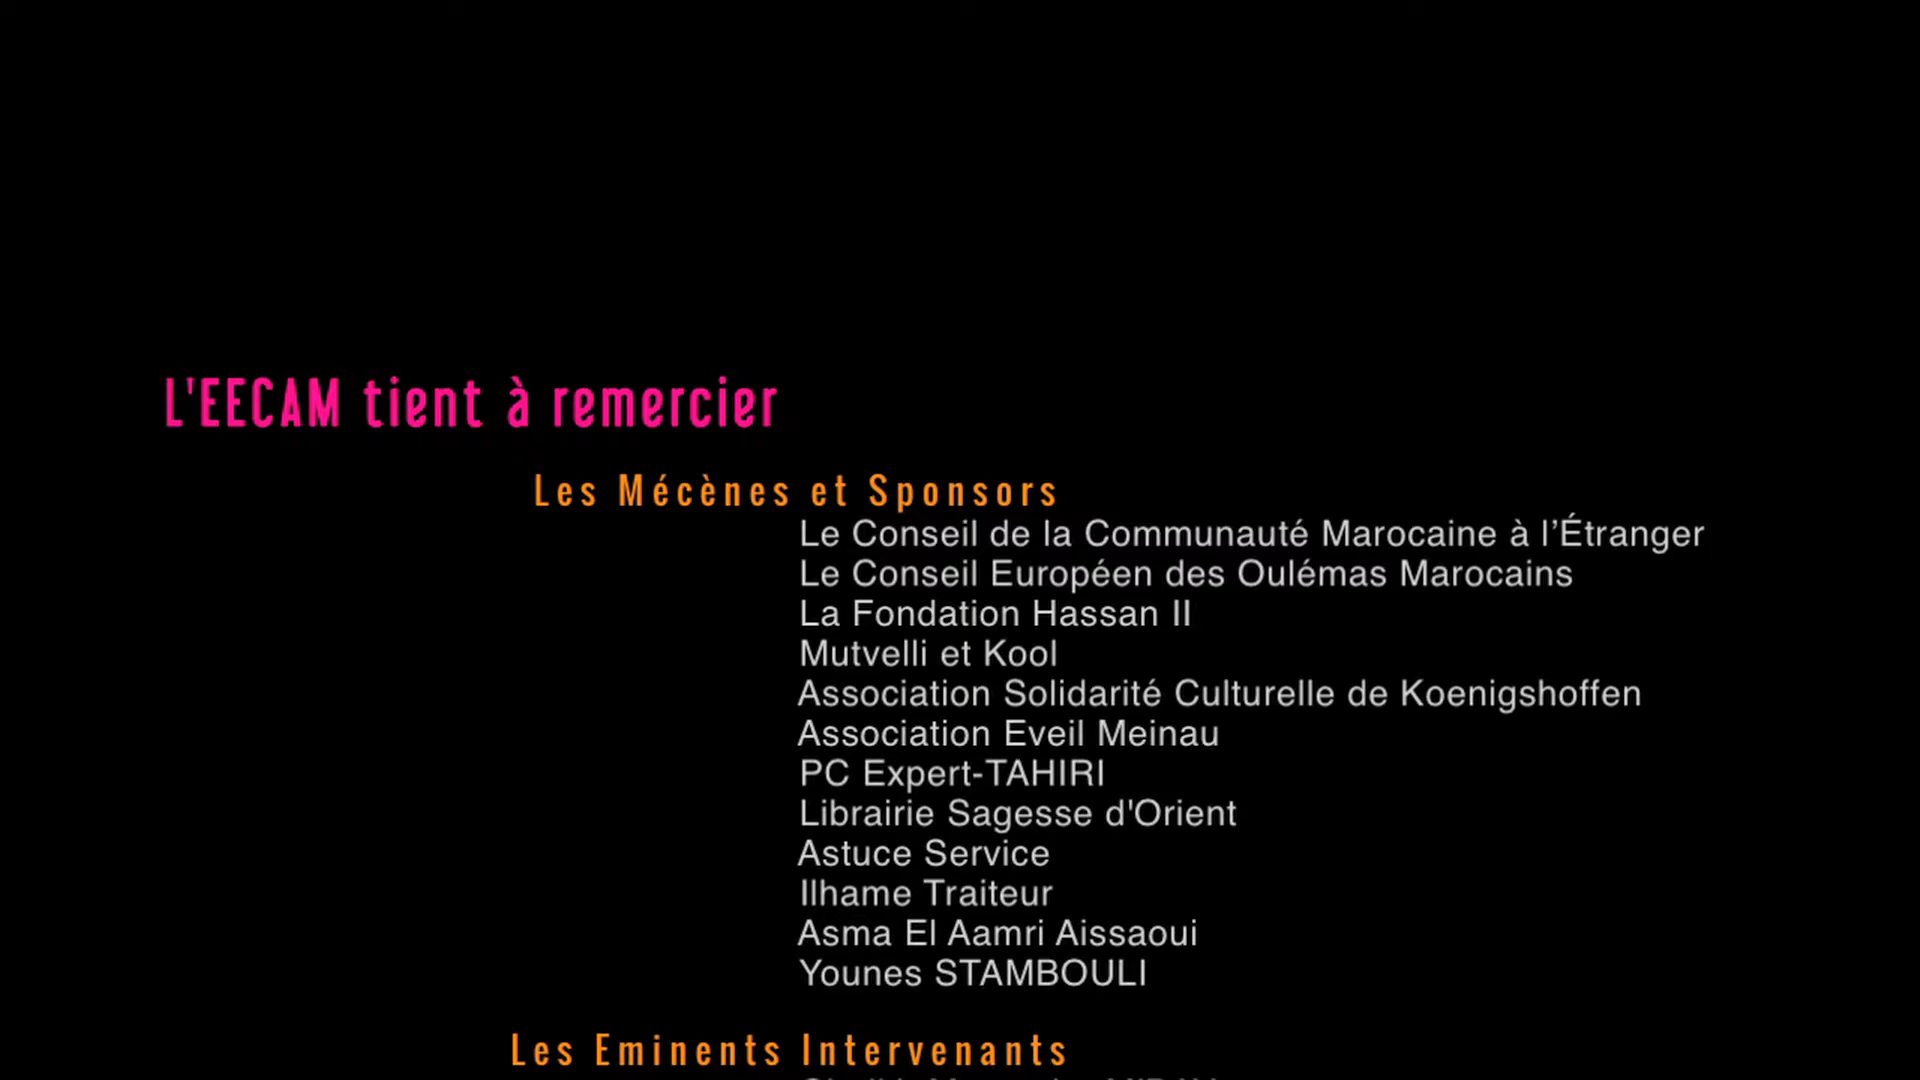 L'EECAM tient à remercier
Les Mécènes et Sponsors
Le Conseil de la Communauté Marocaine à l’Étranger
Le Conseil Européen des Oulémas Marocains
La Fondation Hassan II
Mutvelli et Kool
Association Solidarité Culturelle de Koenigshoffen
Association Eveil Meinau
PC Expert-TAHIRI
Librairie Sagesse d'Orient
Astuce Service
Ilhame Traiteur
Asma El Aamri Aissaoui
Younes STAMBOULI
Les Eminents Intervenants